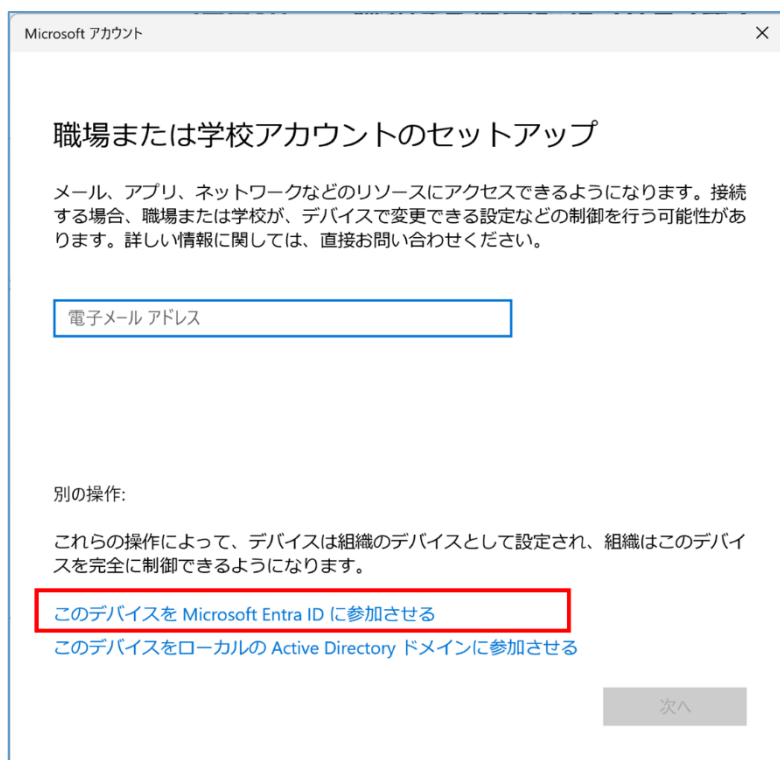 Microsoft アカウント
職場または学校アカウントのセットアップ
メール、アプリ、ネットワークなどのリソースにアクセスできるようになります。接続
する場合、職場または学校が、デバイスで変更できる設定などの制御を行う可能性があ
ります。詳しい情報に関しては、直接お問い合わせください。
電子メール アドレス
別の操作:
これらの操作によって、デバイスは組織のデバイスとして設定され、組織はこのデバイ
スを完全に制御できるようになります。
このデバイスを Microsoft Entra ID に参加させる
このデバイスをローカルの Active Directory ドメインに参加させる
次へ